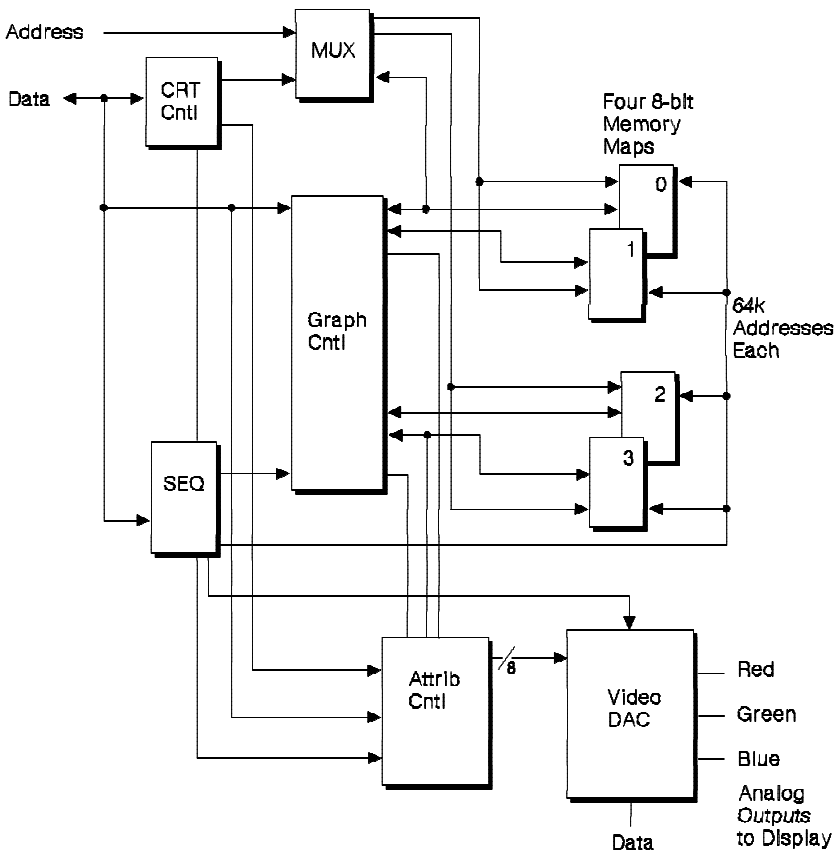 Address
MUX
Data
CRT
Cntl
Four 8-bit
Memory
Maps
0
1
64k
Addresses
Each
Graph
Cntl
2
3
SEQ
Attrib
Cntl
8
Video
DAC
Red
Green
Blue
Analog
Outputs
to Display
Data